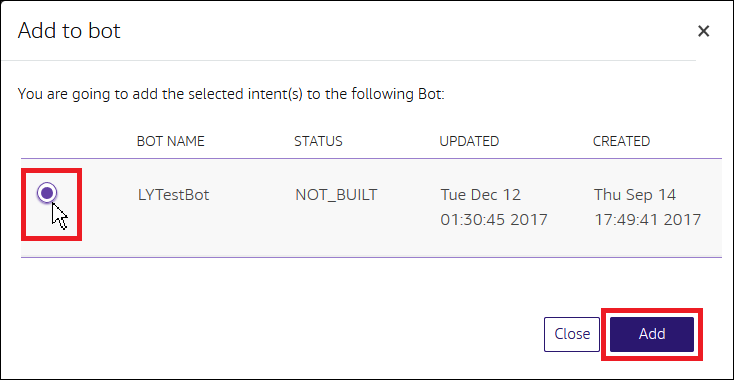 Add to bot
×
You are going to add the selected intent(s) to the following Bot:
BOT NAME STATUS UPDATED CREATED
LYTestBot NOT_BUILT Tue Dec 12 Thu Sep 14
01:30:45 2017 17:49:41 2017
Close Add